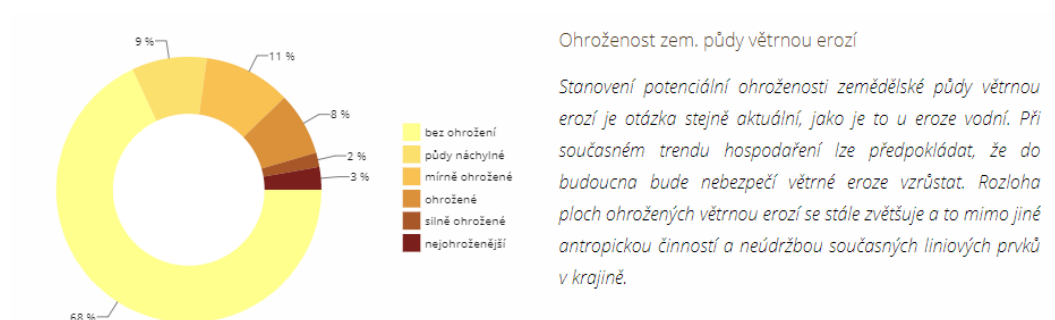 9 %
11 %
8 %
2 %
3 %
68 %
bez ohrožení
půdy náchylné
mírně ohrožené
ohrožené
silně ohrožené
nejohroženější
Ohroženost zem. půdy větrnou erozí
Stanovení potenciální ohroženosti zemědělské půdy větrnou
erozí je otázka stejně aktuální, jako je to u eroze vodní. Při
současném trendu hospodaření lze předpokládat, že do
budoucna bude nebezpečí větrné eroze vzrůstat. Rozloha
ploch ohrožených větrnou erozí se stále zvětšuje a to mimo jiné
antropickou činností a neúdržbou současných liniových prvků
v krajině.